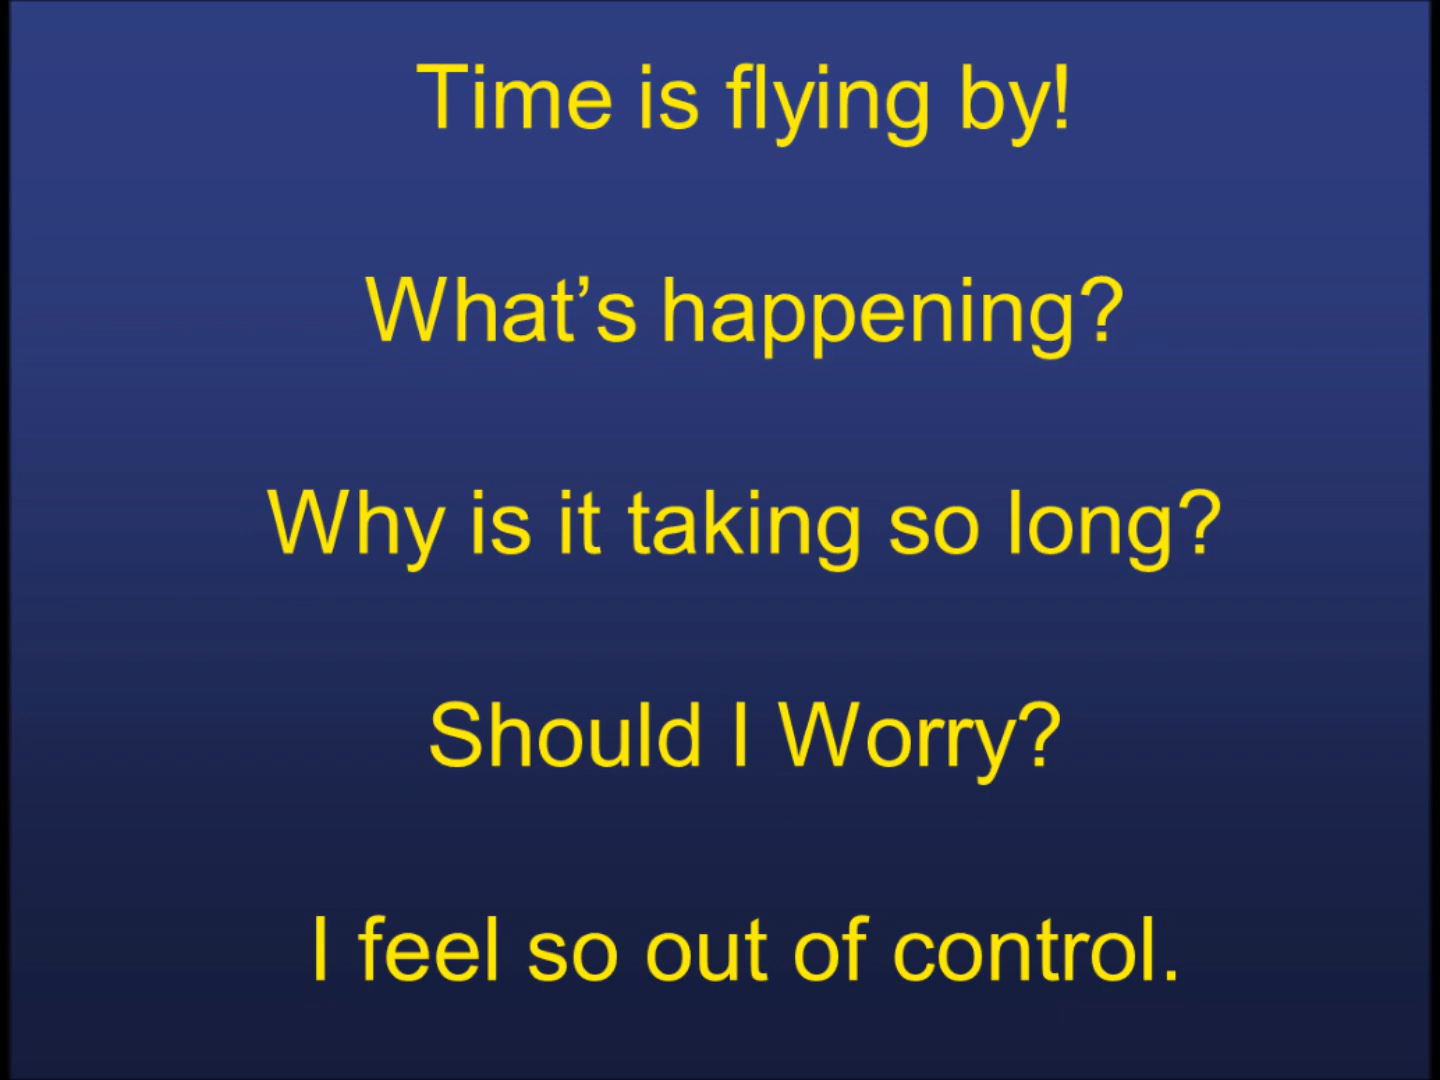 Time is flying by!
What’s happening?
Why is it taking so long?
Should I Worry?
I feel so out of control.